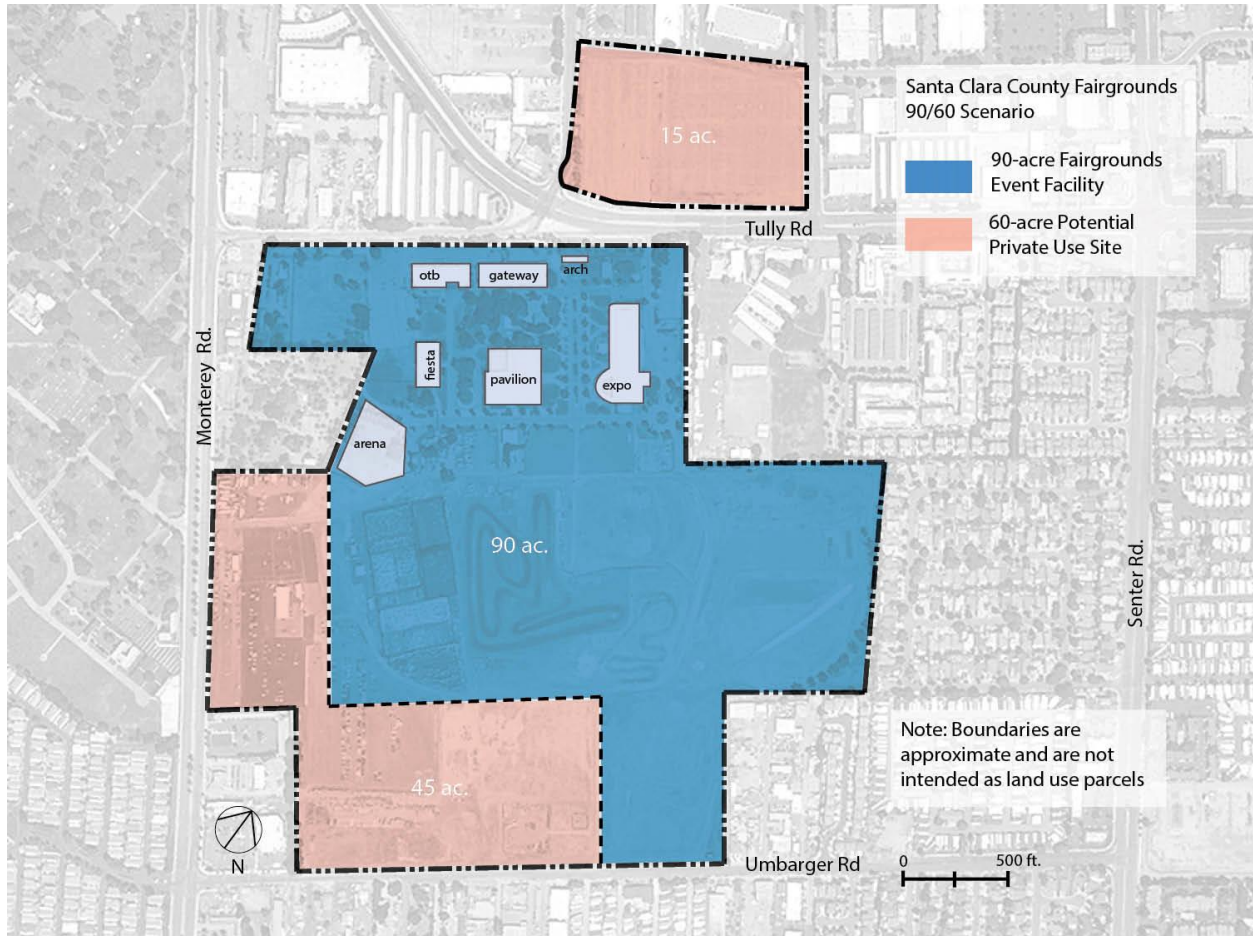 Santa Clara County Fairgrounds
90/60 Scenario
90-acre Fairgrounds
Event Facility
60-acre Potential
Private Use Site
15 ac.
Tully Rd
otb
gateway
arch
fiesta
pavilion
expo
arena
Monterey Rd.
90 ac.
Senter Rd.
45 ac.
Note: Boundaries are
approximate and are not
intended as land use parcels
N
Umbarger Rd
0 500 ft.